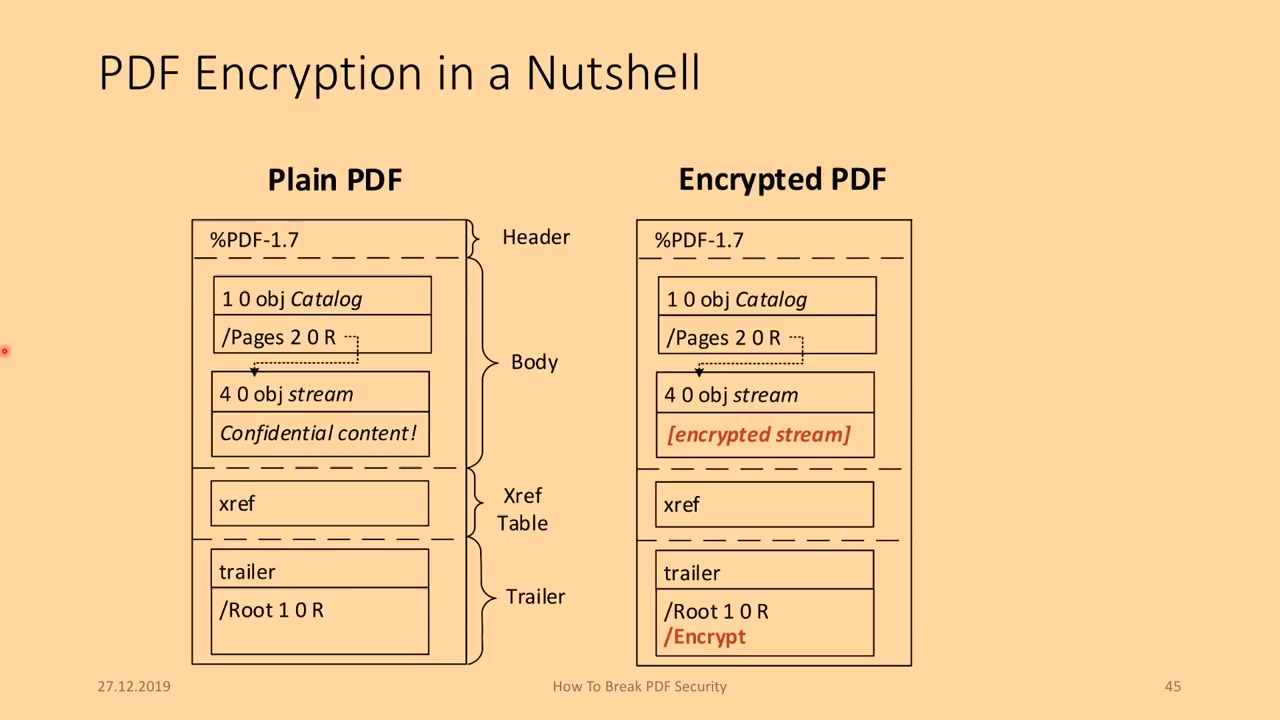 PDF Encryption in a Nutshell
Plain PDF
%PDF-1.7
1 0 obj Catalog
/Pages 2 0 R
4 0 obj stream
Confidential content!
xref
trailer
/Root 1 0 R
Header
Body
Xref
Table
Trailer
Encrypted PDF
%PDF-1.7
1 0 obj Catalog
/Pages 2 0 R
4 0 obj stream
[encrypted stream]
xref
trailer
/Root 1 0 R
/Encrypt
27.12.2019
How To Break PDF Security
45